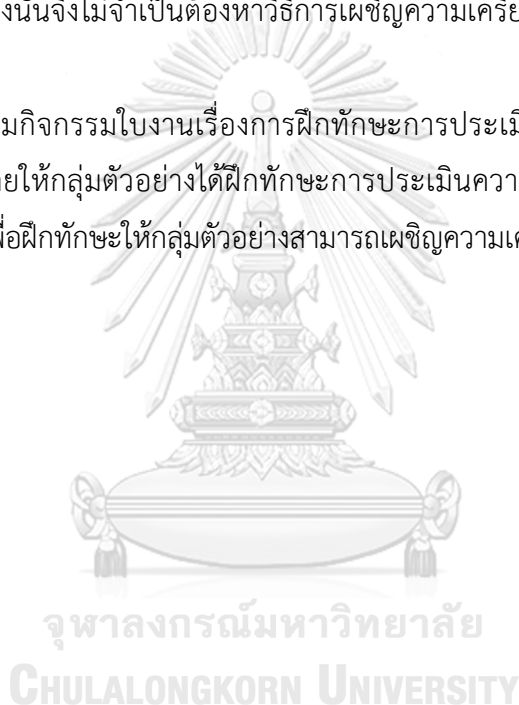 งนั้นจึงไม่จำเป็นต้องหาวิธีการเผชิญความเครีย
มกิจกรรมใบงานเรื่องการฝึกทักษะการประเมิ
ยให้กลุ่มตัวอย่างได้ฝึกทักษะการประเมินควา
พื่อฝึกทักษะให้กลุ่มตัวอย่างสามารถเผชิญความเค
จุฬาลงกรณ์มหาวิทยาลัย
CHULALONGKORN UNIVERSITY